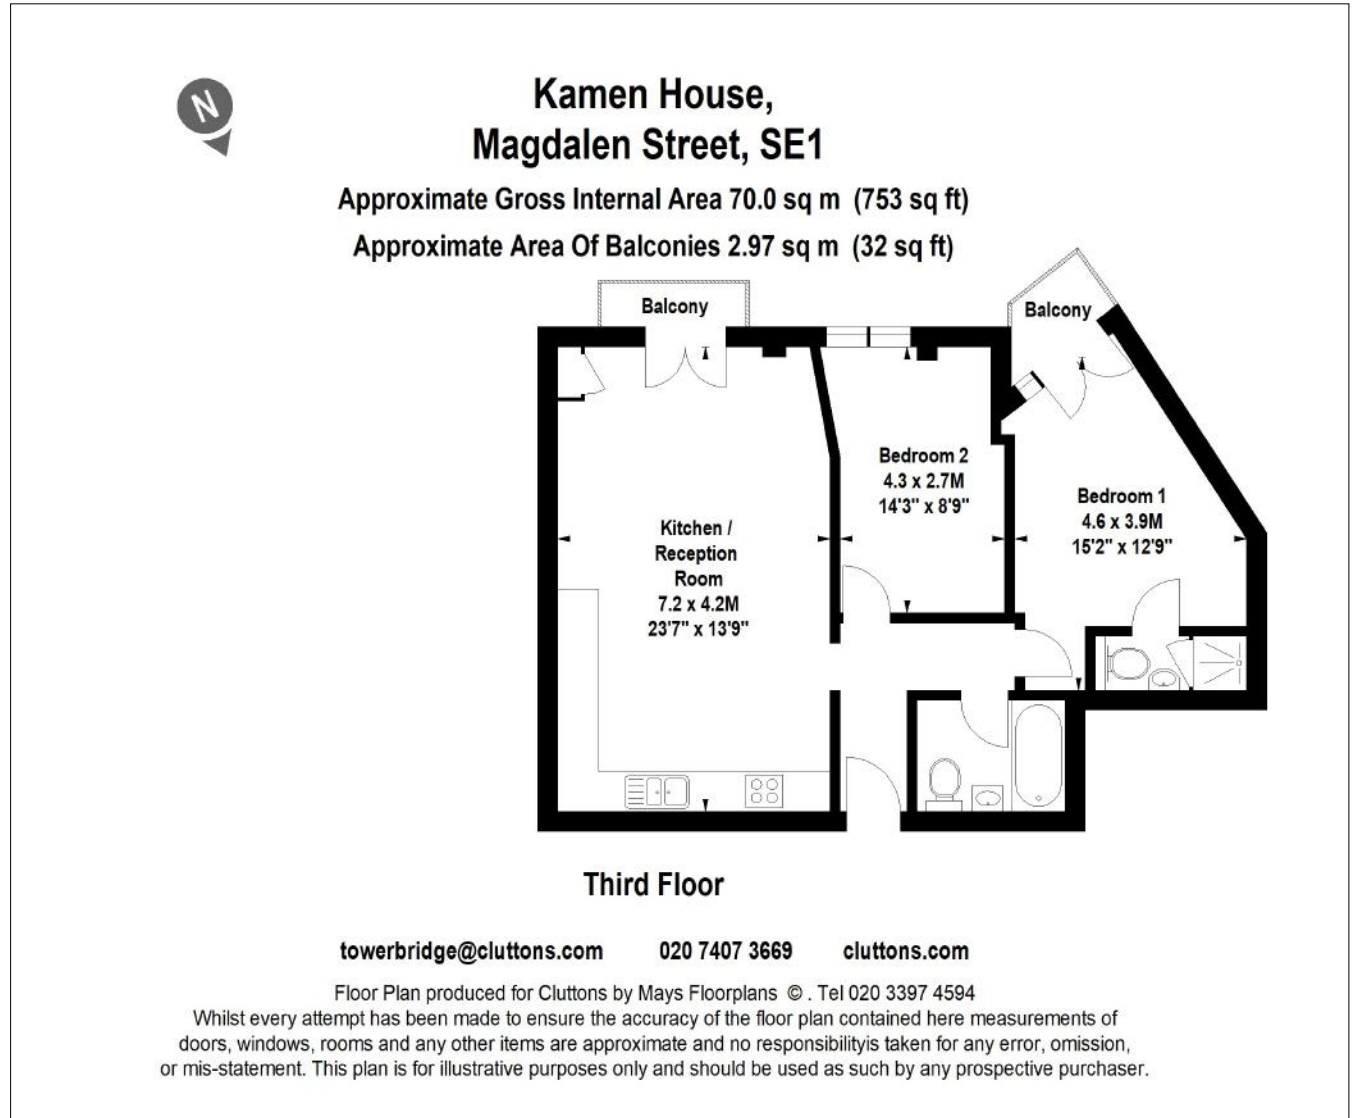 N
Kamen House,
Magdalen Street, SE1
Approximate Gross Internal Area 70.0 sq m (753 sq ft)
Approximate Area Of Balconies 2.97 sq m (32 sq ft)
Balcony
Balcony
Bedroom 2
4.3 x 2.7M
14'3" x 8'9"
Bedroom 1
4.6 x 3.9M
15'2" x 12'9"
Kitchen /
Reception
Room
7.2 x 4.2M
23'7" x 13'9"
Third Floor
towerbridge@cluttons.com 020 7407 3669 cluttons.com
Floor Plan produced for Cluttons by Mays Floorplans © . Tel 020 3397 4594
Whilst every attempt has been made to ensure the accuracy of the floor plan contained here measurements of
doors, windows, rooms and any other items are approximate and no responsibilityis taken for any error, omission,
or mis-statement. This plan is for illustrative purposes only and should be used as such by any prospective purchaser.